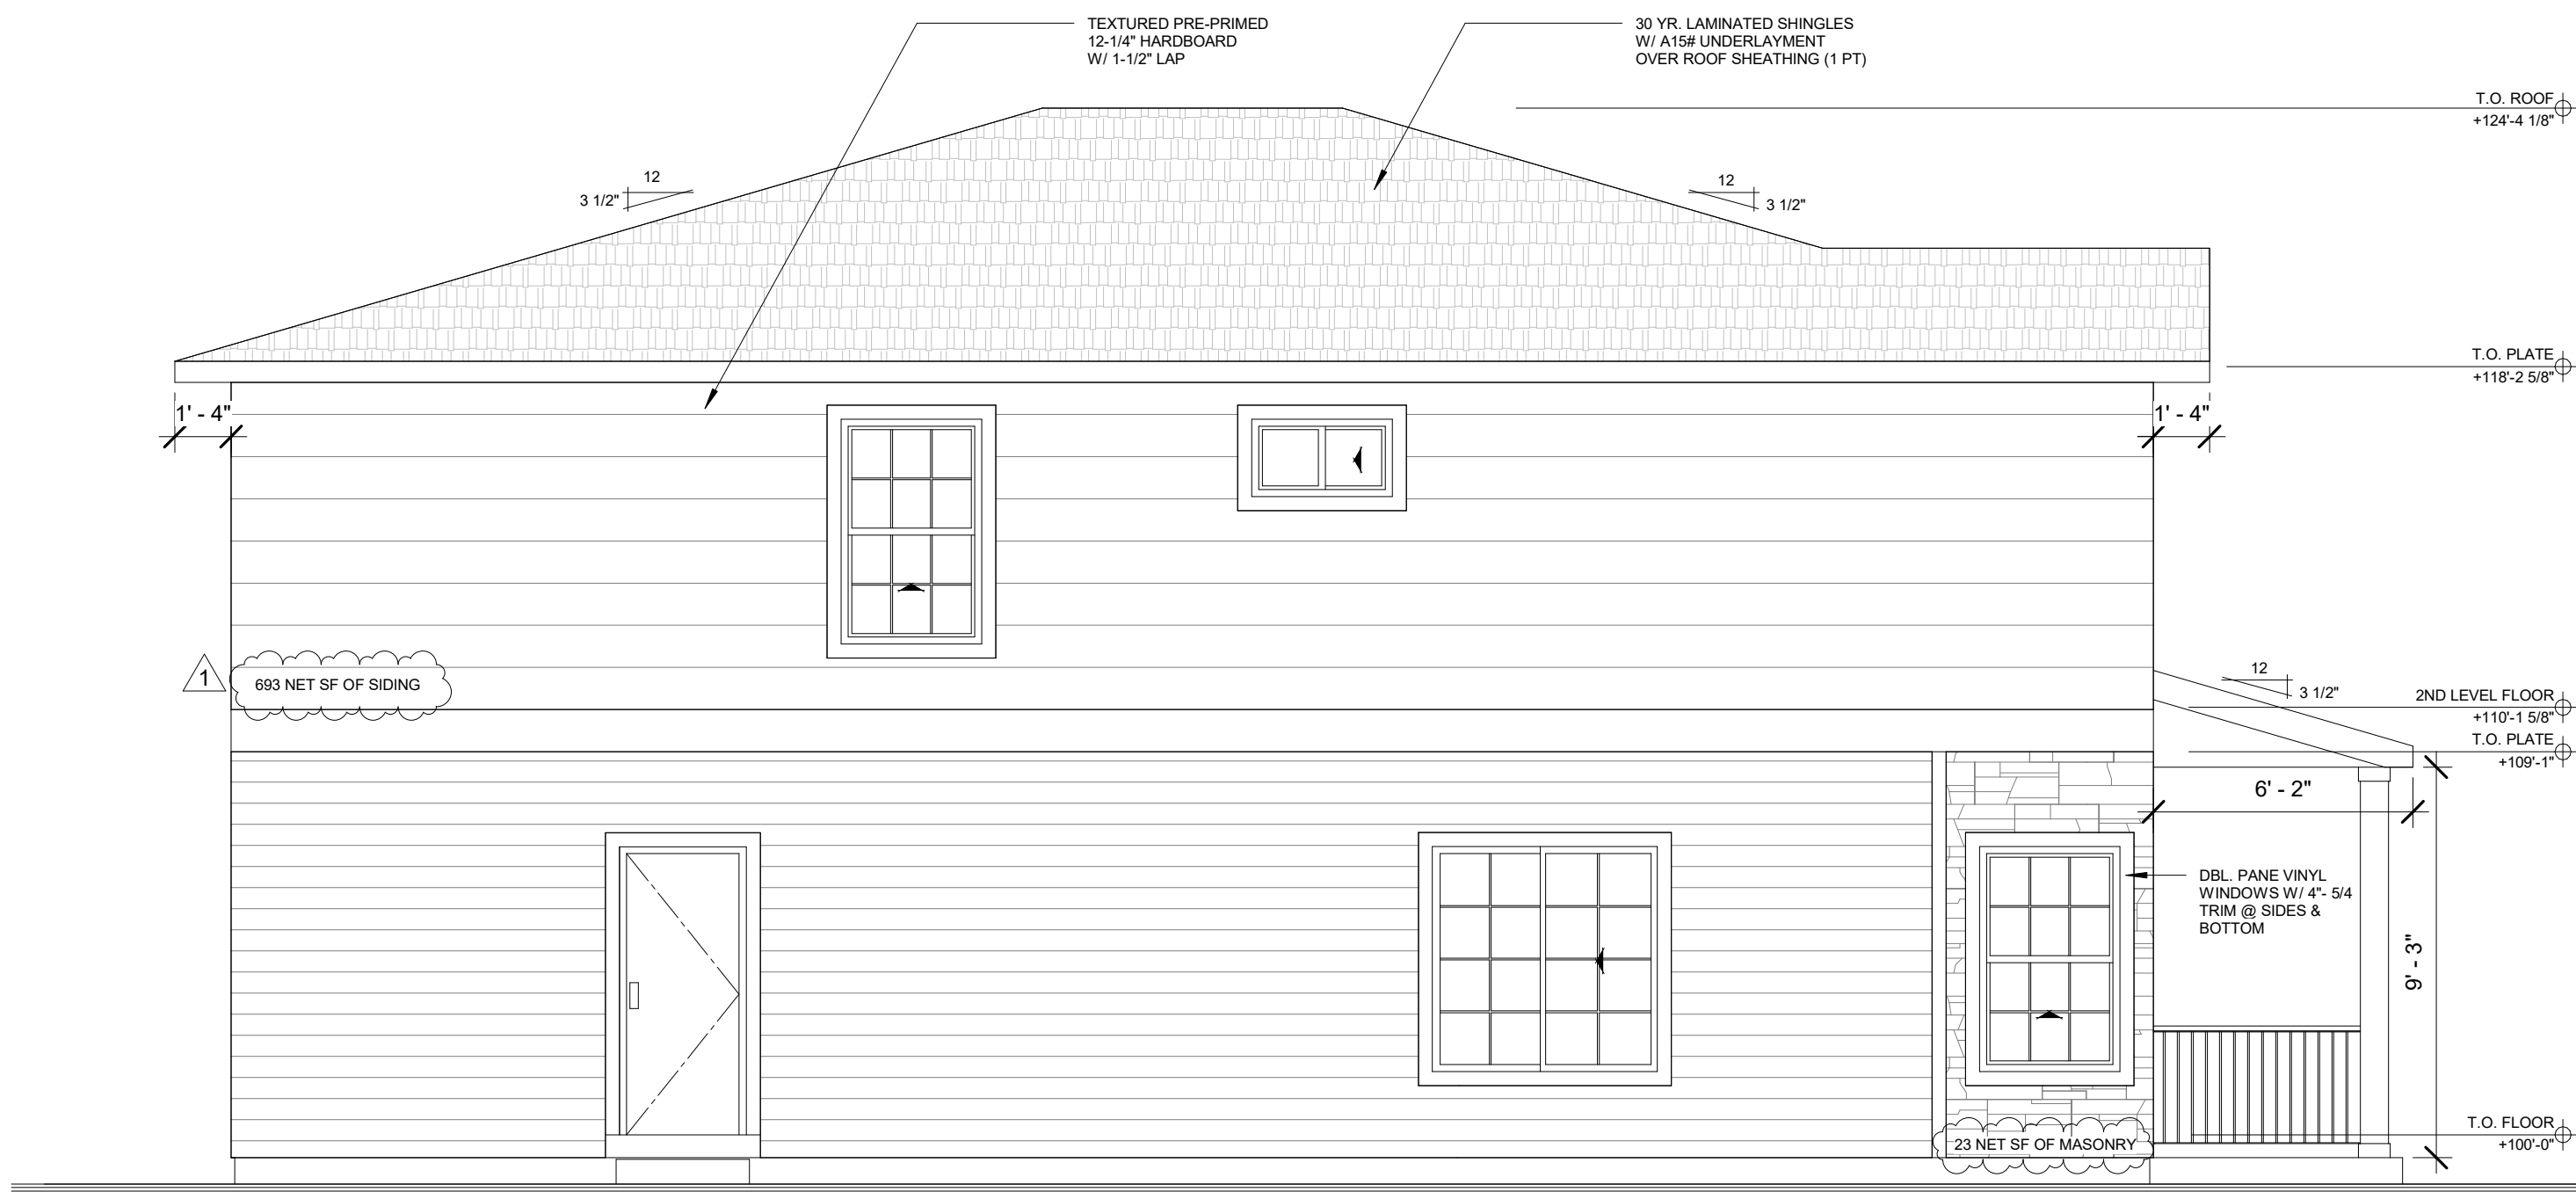 TEXTURED PRE-PRIMED
12-1/4" HARDBOARD
W/ 1-1/2" LAP
30 YR. LAMINATED SHINGLES
W/ A15# UNDERLAYMENT
OVER ROOF SHEATHING (1 PT)
T.O. ROOF
+124'-4 1/8"
12
3 1/2"
12
3 1/2"
T.O. PLATE
+118'-2 5/8"
1' - 4"
1' - 4"
1
693 NET SF OF SIDING
12
3 1/2"
2ND LEVEL FLOOR
+110'-1 5/8"
T.O. PLATE
+109'-1"
6' - 2"
DBL. PANE VINYL
WINDOWS W/ 4"- 5/4
TRIM @ SIDES &
BOTTOM
9' - 3"
T.O. FLOOR
+100'-0"
23 NET SF OF MASONRY